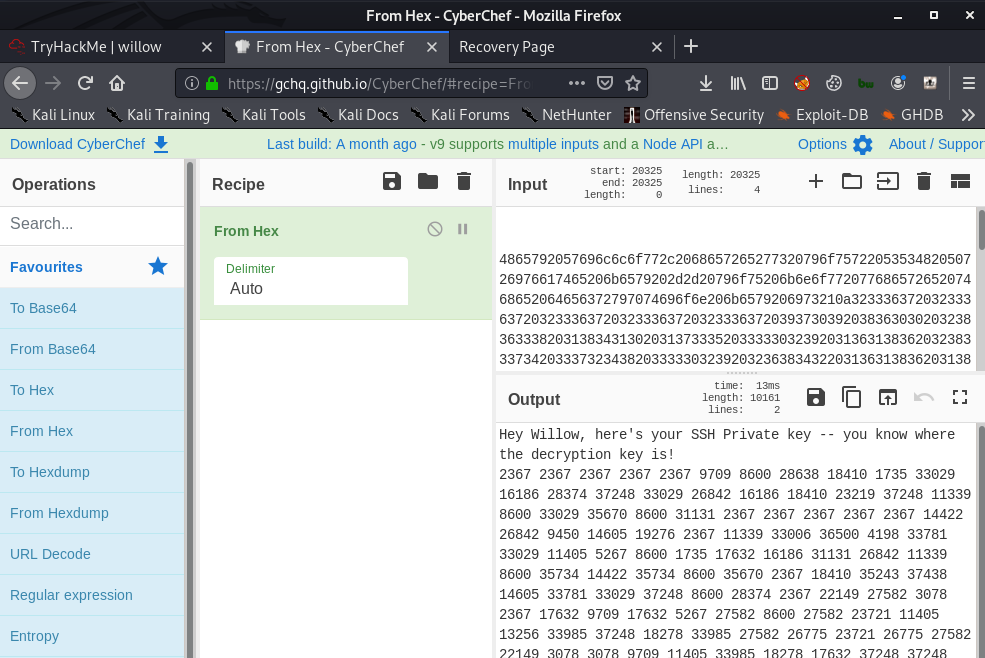 From Hex - CyberChef - Mozilla Firefox
TryHackMe | willow
From Hex - CyberChef
Recovery Page
https://gchq.github.io/CyberChef/#recipe=Fro
Kali Linux Kali Training Kali Tools Kali Docs Kali Forums NetHunter Offensive Security Exploit-DB GHDB
Download CyberChef
Last build: A month ago - v9 supports multiple inputs and a Node API a…
Options
About / Suppor
Operations
Search...
Favourites
To Base64
From Base64
To Hex
From Hex
To Hexdump
From Hexdump
URL Decode
Regular expression
Entropy
Recipe
From Hex
Delimiter
Auto
Input
start: 20325
end: 20325
length: 0
length: 20325
lines: 4
4865792057696c6c6f772c2068657265277320796f75722053534820507
26976617465206b6579202d2d20796f75206b6e6f7720776865726520746
86865206465637279707469 6f6e206b6579206973210a323336372032333
63720323336372032333637203233363720393730392038363030203238
36333820313834313020313733352033333032392031363138362032383
33734203337323438203333303239203236383432203136313836203138
Output
time: 13ms
length: 10161
lines: 2
Hey Willow, here's your SSH Private key -- you know where
the decryption key is!
2367 2367 2367 2367 2367 9709 8600 28638 18410 1735 33029
16186 28374 37248 33029 26842 16186 18410 23219 37248 11339
8600 33029 35670 8600 31131 2367 2367 2367 2367 2367 14422
26842 9450 14605 19276 2367 11339 33006 36500 4198 33781
33029 11405 5267 8600 1735 17632 16186 31131 26842 11339
8600 35734 14422 35734 8600 35670 2367 18410 35243 37438
14605 33781 33029 37248 8600 28374 2367 22149 27582 3078
2367 17632 9709 17632 5267 27582 8600 27582 23721 11405
13256 33985 37248 18278 33985 27582 26775 23721 26775 27582
22149 3078 3078 9709 11405 33985 18278 17632 37248 37248